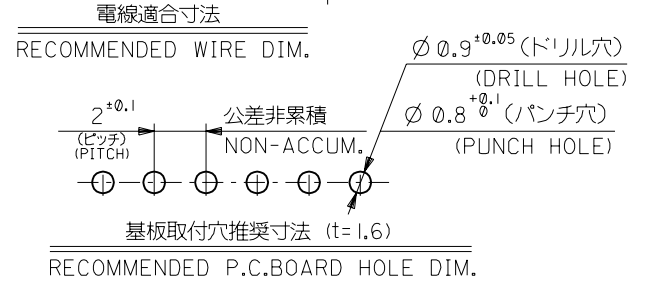 電線適合寸法
RECOMMENDED WIRE DIM.
∅ 0.9 ±0.05 (ドリル穴)
(DRILL HOLE)
∅ 0.8 +0.1 0 (パンチ穴)
(PUNCH HOLE)
2 ±0.1
(ピッチ)
(PITCH)
公差非累積
NON-ACCUM.
基板取付穴推奨寸法 (t=1.6)
RECOMMENDED P.C.BOARD HOLE DIM.